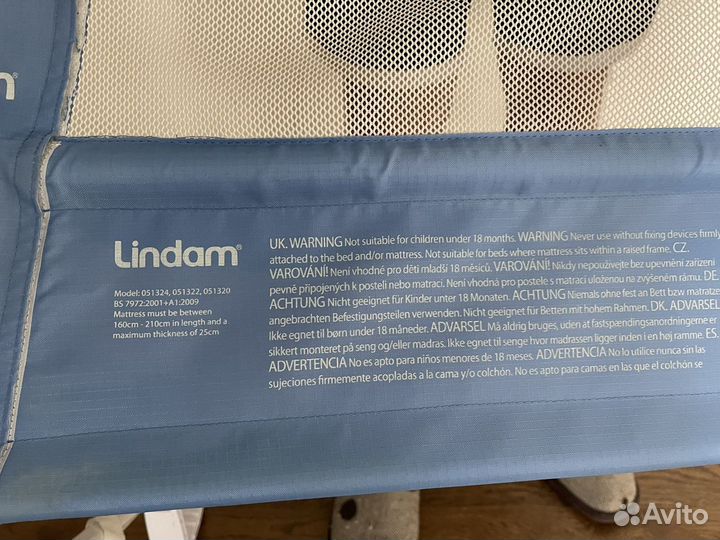 Lindam®
Model: 051324, 051322, 051320
BS 7972:2001+A1:2009
Mattress must be between
160cm - 210cm in length and a
maximum thickness of 25cm
UK. WARNING Not suitable for children under 18 months. WARNING Never use without fixing devices firmly
attached to the bed and/or mattress. Not suitable for beds where mattress sits within a raised frame. CZ.
VAROVÁNÍ! Není vhodné pro děti mladší 18 měsíců. VAROVÁNÍ! Nikdy nepoužívejte bez upevnění zařízení
pevně připojených k posteli nebo matraci. Není vhodná pro postele s matrací uloženou na zvýšeném rámu. DE.
ACHTUNG Nicht geeignet für Kinder unter 18 Monaten. ACHTUNG Niemals ohne fest an Bett bzw matratze
angebrachten Befestigungsteilen verwenden. Nicht geeignet für Betten mit hohem Rahmen. DK. ADVARSEL
Ikke egnet til børn under 18 måneder. ADVARSEL Må aldrig bruges, uden at fastspændingsanordningerne er
sikkert monteret på seng og/eller madras. Ikke egnet til senge hvor madrassen ligger inden i en høj ramme. ES.
ADVERTENCIA No es apto para niños menores de 18 meses. ADVERTENCIA No lo utilice nunca sin las
sujeciones firmemente acopladas a la cama y/o colchón. No es apto para camas en las que el colchón se
Avito